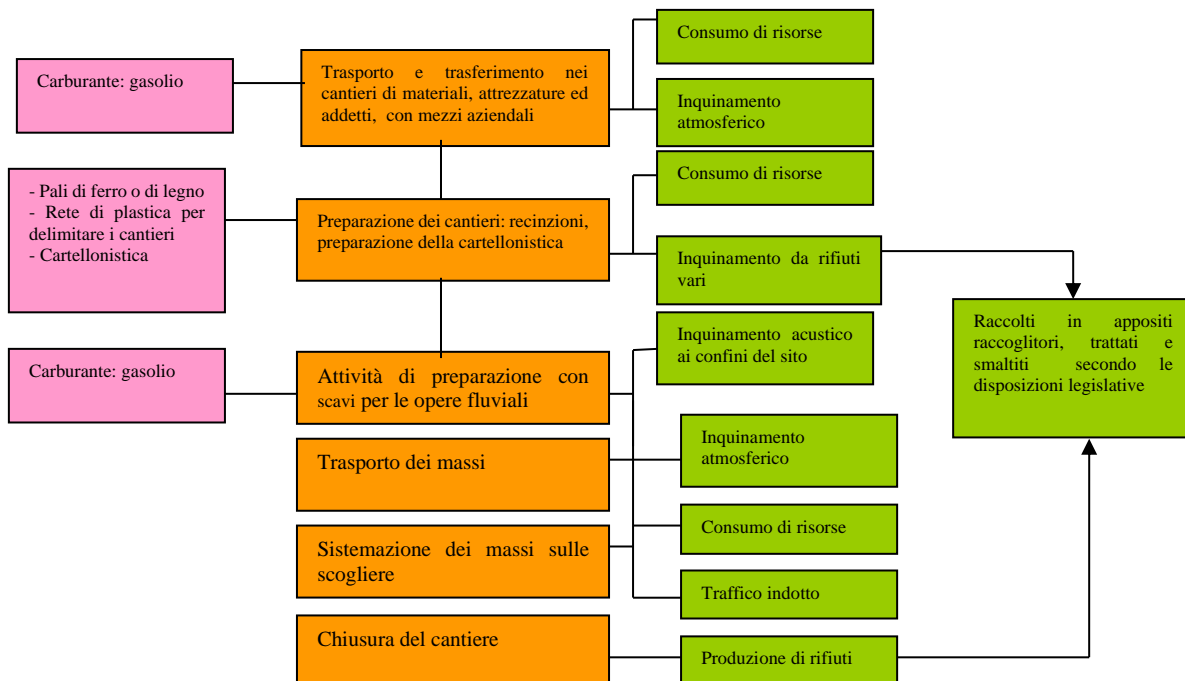 Carburante: gasolio
Trasporto e trasferimento nei
cantieri di materiali, attrezzature ed
addetti, con mezzi aziendali
Consumo di risorse
Inquinamento
atmosferico
- Pali di ferro o di legno
- Rete di plastica per
delimitare i cantieri
- Cartellonistica
Preparazione dei cantieri: recinzioni,
preparazione della cartellonistica
Consumo di risorse
Inquinamento da rifiuti
vari
Raccolti in appositi
raccoglitori, trattati e
smaltiti secondo le
disposizioni legislative
Carburante: gasolio
Attività di preparazione con
scavi per le opere fluviali
Inquinamento acustico
ai confini del sito
Trasporto dei massi
Inquinamento
atmosferico
Sistemazione dei massi sulle
scogliere
Consumo di risorse
Traffico indotto
Chiusura del cantiere
Produzione di rifiuti